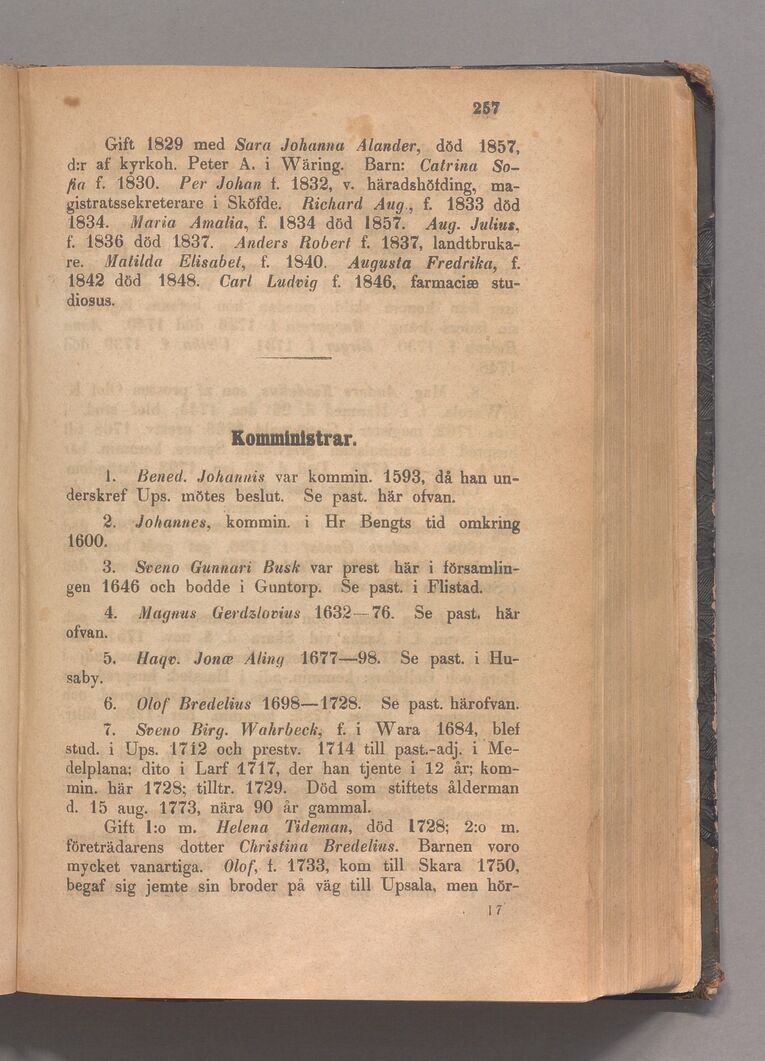 257
Gift 1829 med Sara Johanna Alander, död 1857,
d:r af kyrkoh. Peter A. i Wäring. Barn: Catrina So-
fia f. 1830. Per Johan f. 1832, v. häradshöfding, ma-
gistratssekreterare i Sköfde. Richard Aug., f. 1833 död
1834. Maria Amalia, f. 1834 död 1857. Aug. Julius,
f. 1836 död 1837. Anders Robert f. 1837, landtbruka-
re. Matilda Elisabet, f. 1840. Augusta Fredrika, f.
1842 död 1848. Carl Ludvig f. 1846, farmaciæ stu-
diosus.
Komministrar.
1. Bened. Johannis var kommin. 1593, då han un-
derskref Ups. mötes beslut. Se past. här ofvan.
2. Johannes, kommin. i Hr Bengts tid omkring
1600.
3. Sveno Gunnari Busk var prest här i församlin-
gen 1646 och bodde i Guntorp. Se past. i Flistad.
4. Magnus Gerdzlovius 1632—76. Se past. här
ofvan.
5. Haqv. Jonæ Aling 1677—98. Se past. i Hu-
saby.
6. Olof Bredelius 1698—1728. Se past. härofvan.
7. Sveno Birg. Wahrbeck, f. i Wara 1684, blef
stud. i Ups. 1712 och prestv. 1714 till past.-adj. i Me-
delplana; dito i Larf 1717, der han tjente i 12 år; kom-
min. här 1728; tilltr. 1729. Död som stiftets ålderman
d. 15 aug. 1773, nära 90 år gammal.
Gift 1:o m. Helena Tideman, död 1728; 2:o m.
företrädarens dotter Christina Bredelius. Barnen voro
mycket vanartiga. Olof, f. 1733, kom till Skara 1750,
begaf sig jemte sin broder på väg till Upsala, men hör-
17